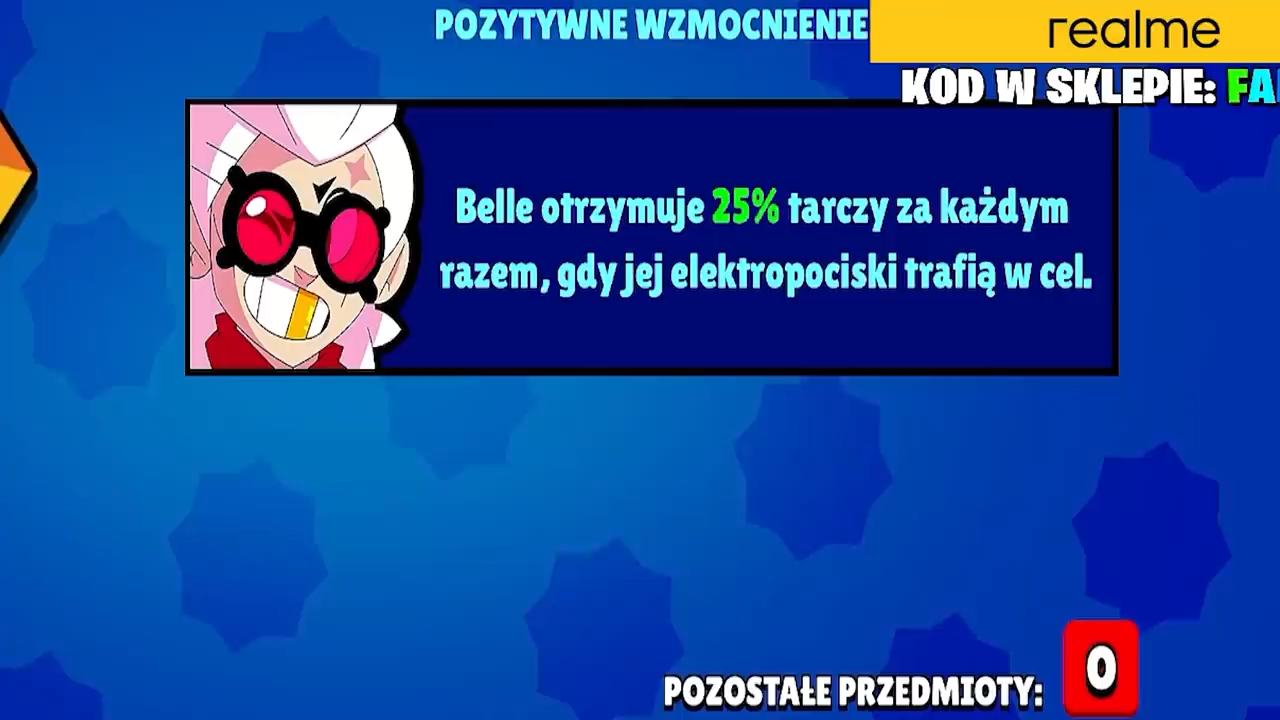 POZYTYWNE WZMOCNIENIE
realme
KOD W SKLEPIE:
Belle otrzymuje 25% tarczy za każdym
razem, gdy jej elektropociski trafią w cel.
POZOSTAŁE PRZEDMIOTY:
0